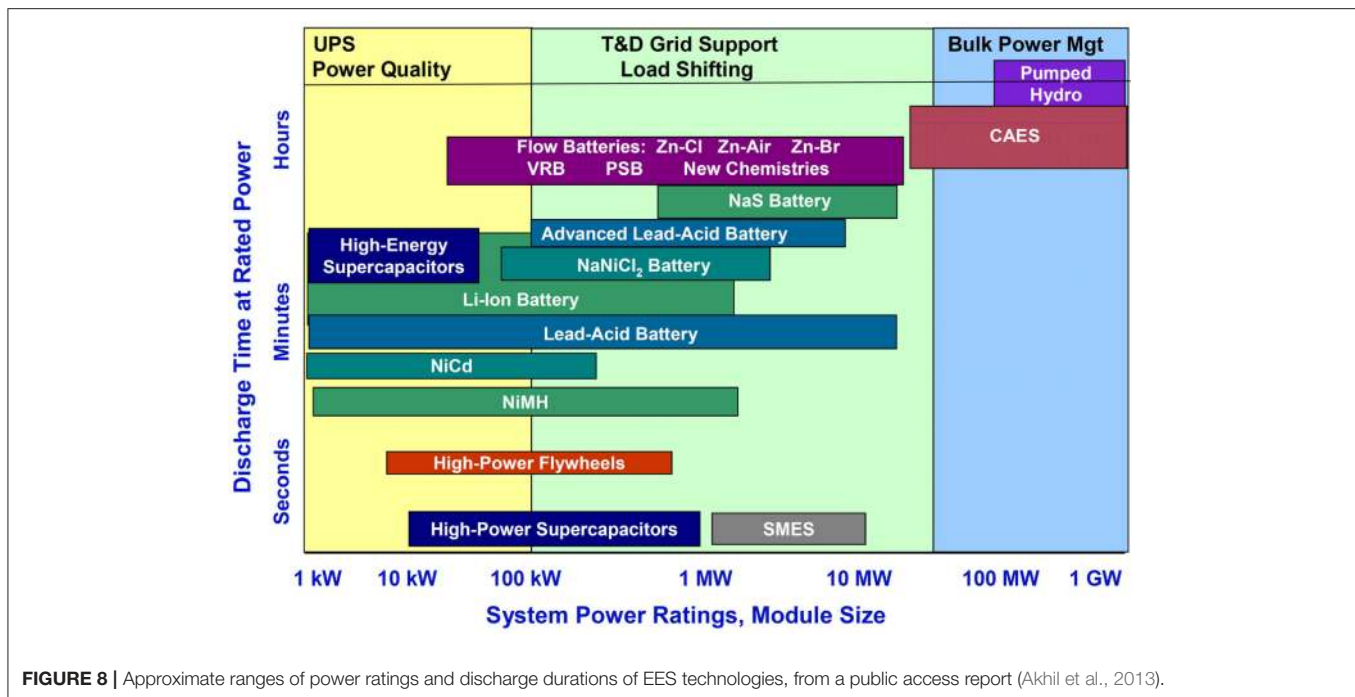 UPS
Power Quality
T&D Grid Support
Load Shifting
Bulk Power Mgt
Pumped
Hydro
CAES
Flow Batteries: Zn-Cl Zn-Air Zn-Br
VRB PSB New Chemistries
NaS Battery
Advanced Lead-Acid Battery
High-Energy
Supercapacitors
NaNiCl₂ Battery
Li-Ion Battery
Lead-Acid Battery
NiCd
NiMH
High-Power Flywheels
High-Power Supercapacitors
SMES
Discharge Time at Rated Power
Hours
Minutes
Seconds
1 kW 10 kW 100 kW 1 MW 10 MW 100 MW 1 GW
System Power Ratings, Module Size
FIGURE 8 | Approximate ranges of power ratings and discharge durations of EES technologies, from a public access report (Akhil et al., 2013).